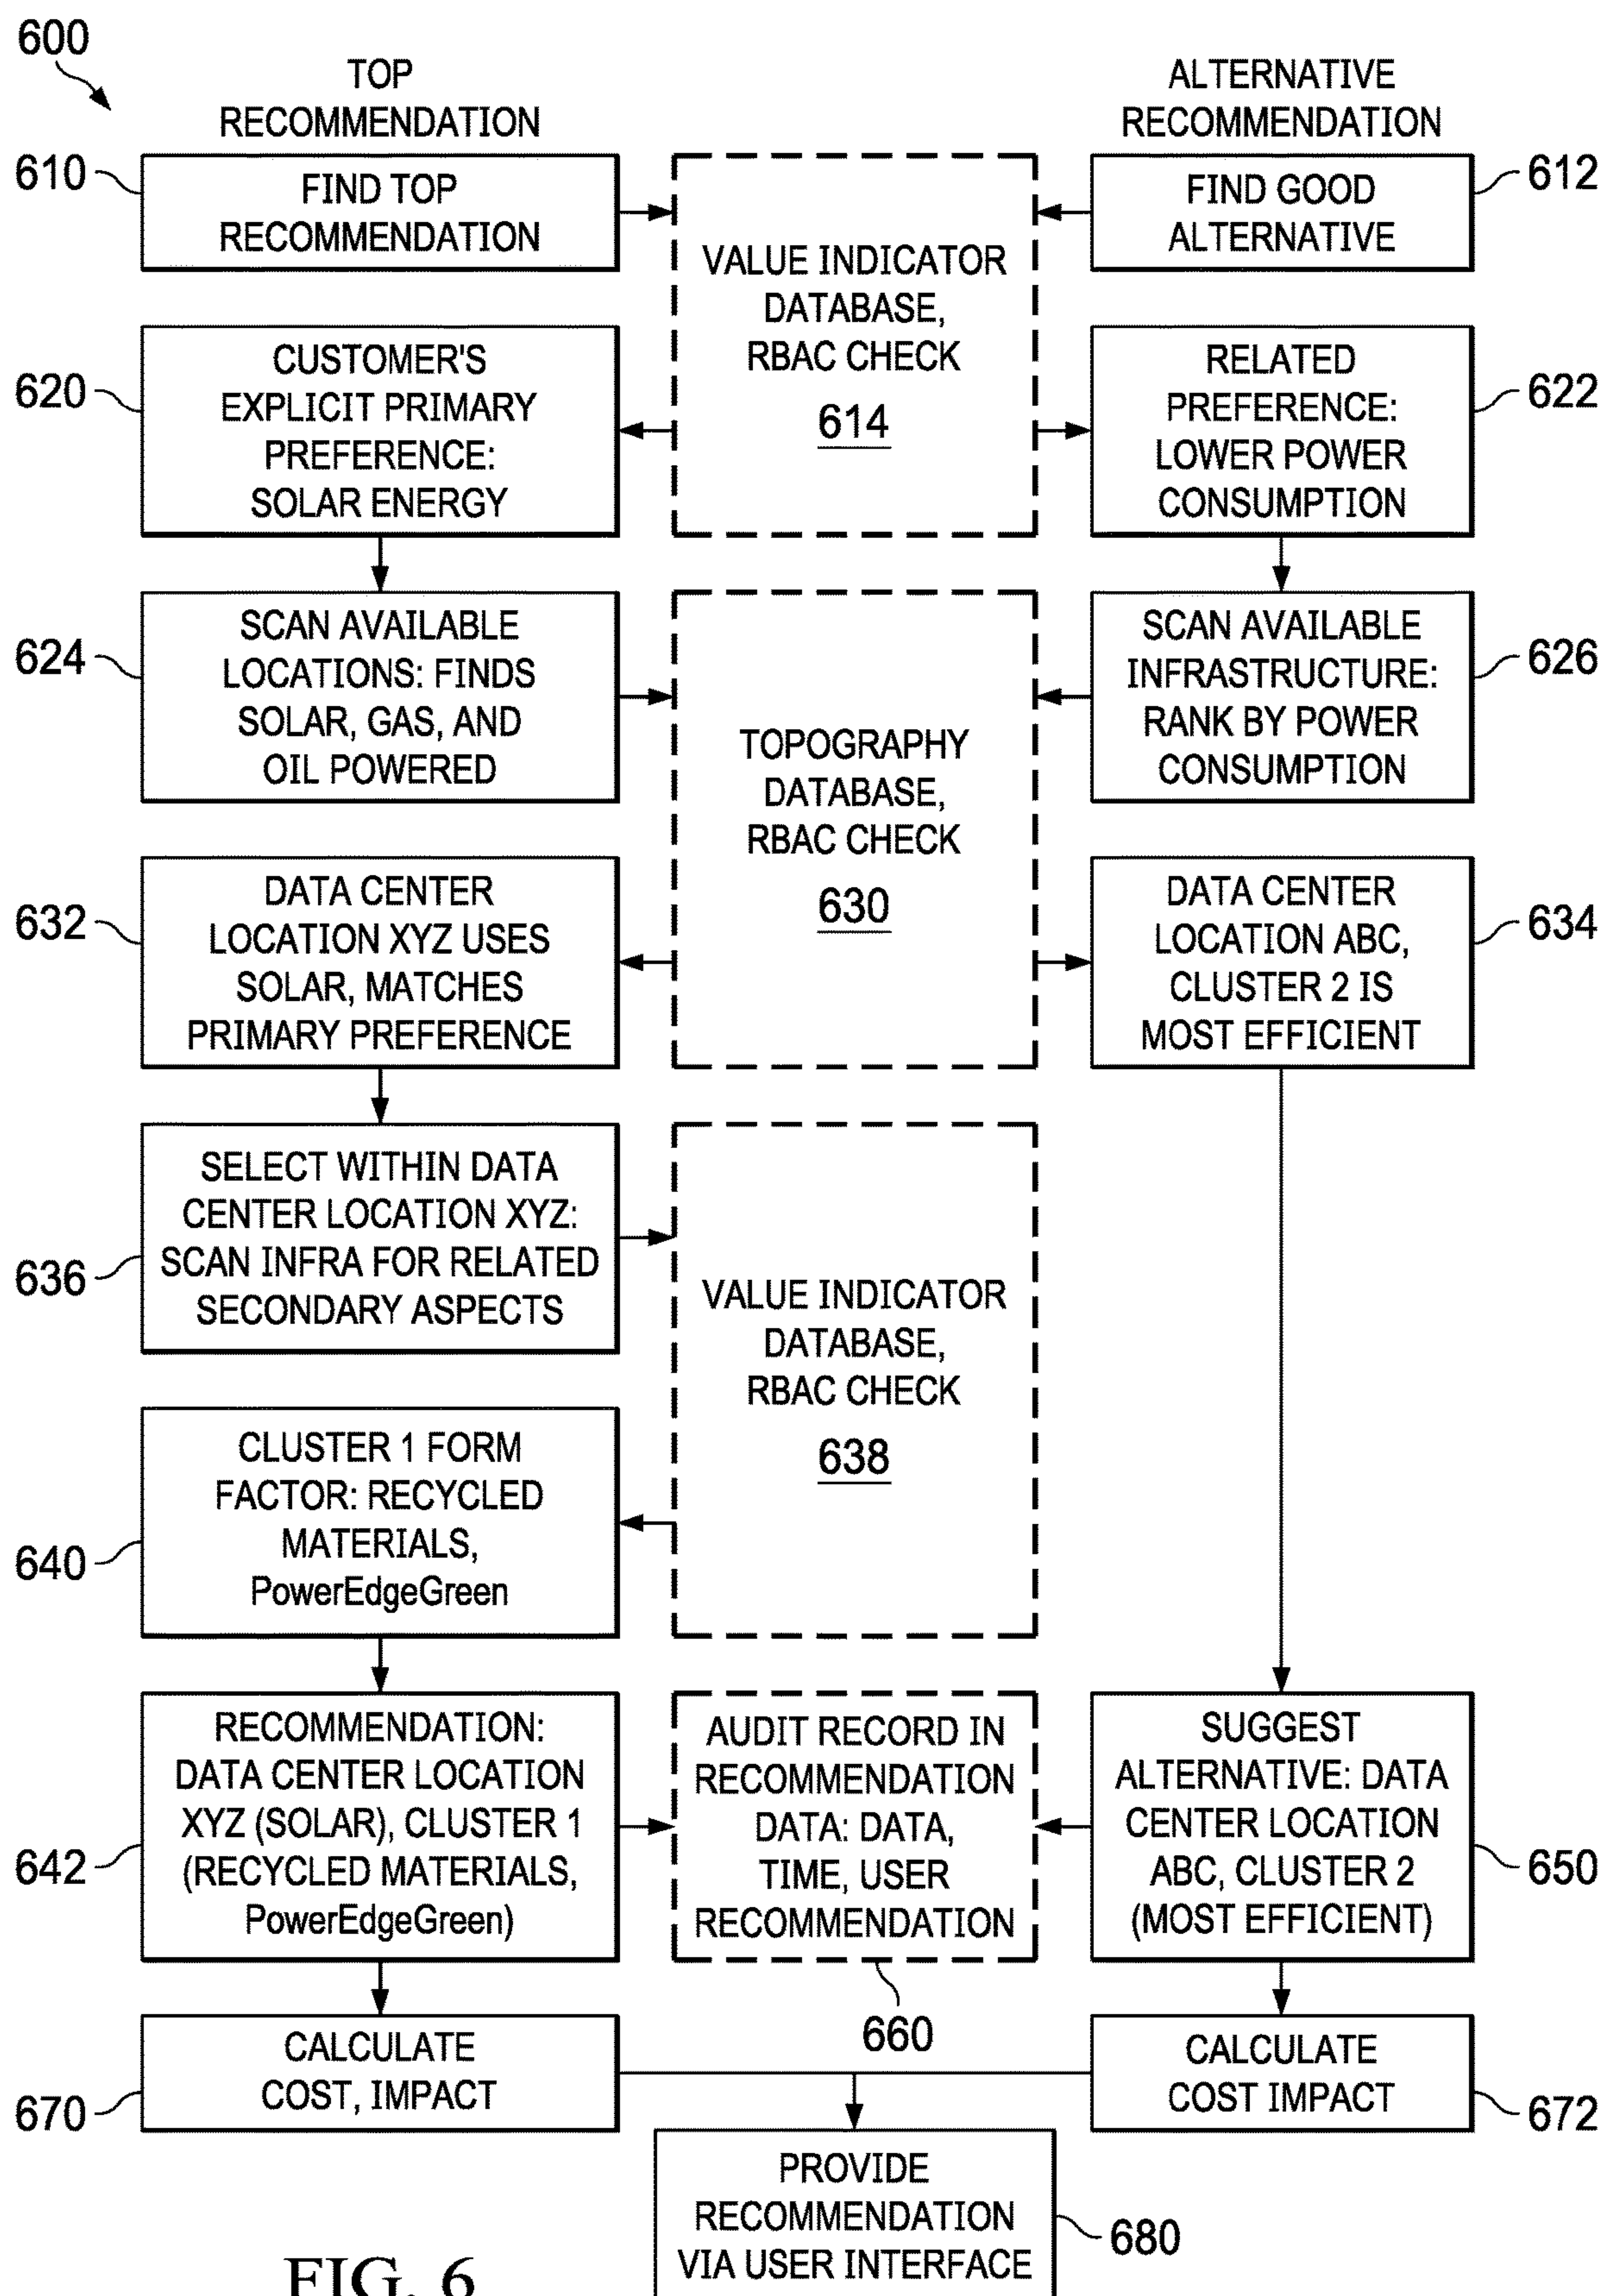 600
TOP
RECOMMENDATION
ALTERNATIVE
RECOMMENDATION
610
FIND TOP
RECOMMENDATION
VALUE INDICATOR
DATABASE,
RBAC CHECK
614
FIND GOOD
ALTERNATIVE
612
620
CUSTOMER'S
EXPLICIT PRIMARY
PREFERENCE:
SOLAR ENERGY
RELATED
PREFERENCE:
LOWER POWER
CONSUMPTION
622
624
SCAN AVAILABLE
LOCATIONS: FINDS
SOLAR, GAS, AND
OIL POWERED
TOPOGRAPHY
DATABASE,
RBAC CHECK
630
SCAN AVAILABLE
INFRASTRUCTURE:
RANK BY POWER
CONSUMPTION
626
632
DATA CENTER
LOCATION XYZ USES
SOLAR, MATCHES
PRIMARY PREFERENCE
DATA CENTER
LOCATION ABC,
CLUSTER 2 IS
MOST EFFICIENT
634
636
SELECT WITHIN DATA
CENTER LOCATION XYZ:
SCAN INFRA FOR RELATED
SECONDARY ASPECTS
VALUE INDICATOR
DATABASE,
RBAC CHECK
638
640
CLUSTER 1 FORM
FACTOR: RECYCLED
MATERIALS,
PowerEdgeGreen
642
RECOMMENDATION:
DATA CENTER LOCATION
XYZ (SOLAR), CLUSTER 1
(RECYCLED MATERIALS,
PowerEdgeGreen)
AUDIT RECORD IN
RECOMMENDATION
DATA: DATA,
TIME, USER
RECOMMENDATION
660
SUGGEST
ALTERNATIVE: DATA
CENTER LOCATION
ABC, CLUSTER 2
(MOST EFFICIENT)
650
670
CALCULATE
COST, IMPACT
CALCULATE
COST IMPACT
672
PROVIDE
RECOMMENDATION
VIA USER INTERFACE
680
FIG. 6